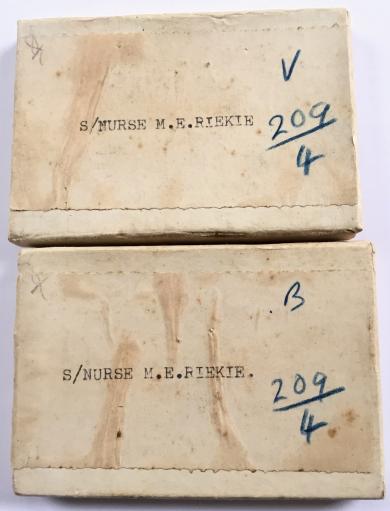 V
S/NURSE M.E.RIEKIE
209
4
B
S/NURSE M.E.RIEKIE.
209
4